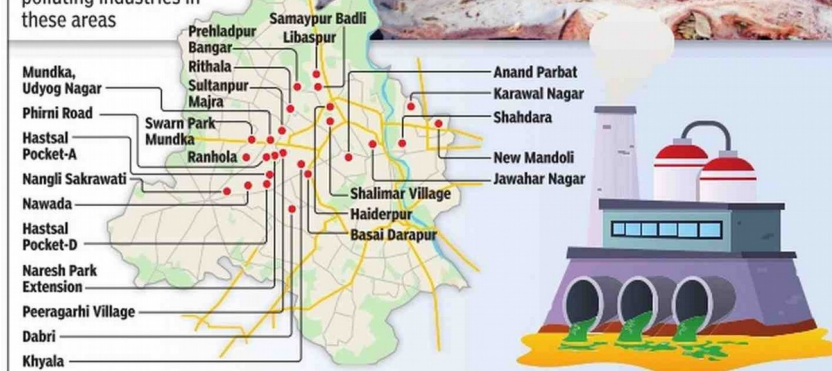 polluting industries in
these areas
Prehladpur
Bangar
Samaypur Badli
Libaspur
Rithala
Sultanpur
Majra
Swarn Park
Mundka
Ranhola
Mundka,
Udyog Nagar
Phirni Road
Hastsal
Pocket-A
Nangli Sakrawati
Nawada
Hastsal
Pocket-D
Naresh Park
Extension
Peeragarhi Village
Dabri
Khyala
Anand Parbat
Karawal Nagar
Shahdara
New Mandoli
Jawahar Nagar
Shalimar Village
Haiderpur
Basai Darapur